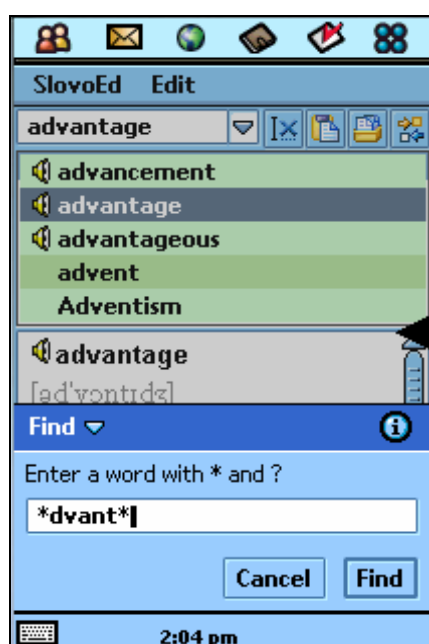 SlovoEd Edit
advantage
advancement
advantage
advantageous
advent
Adventism
advantage
[əd'vɒntɪdʒ]
Find
Enter a word with * and ?
*dvant*
Cancel Find
2:04 pm